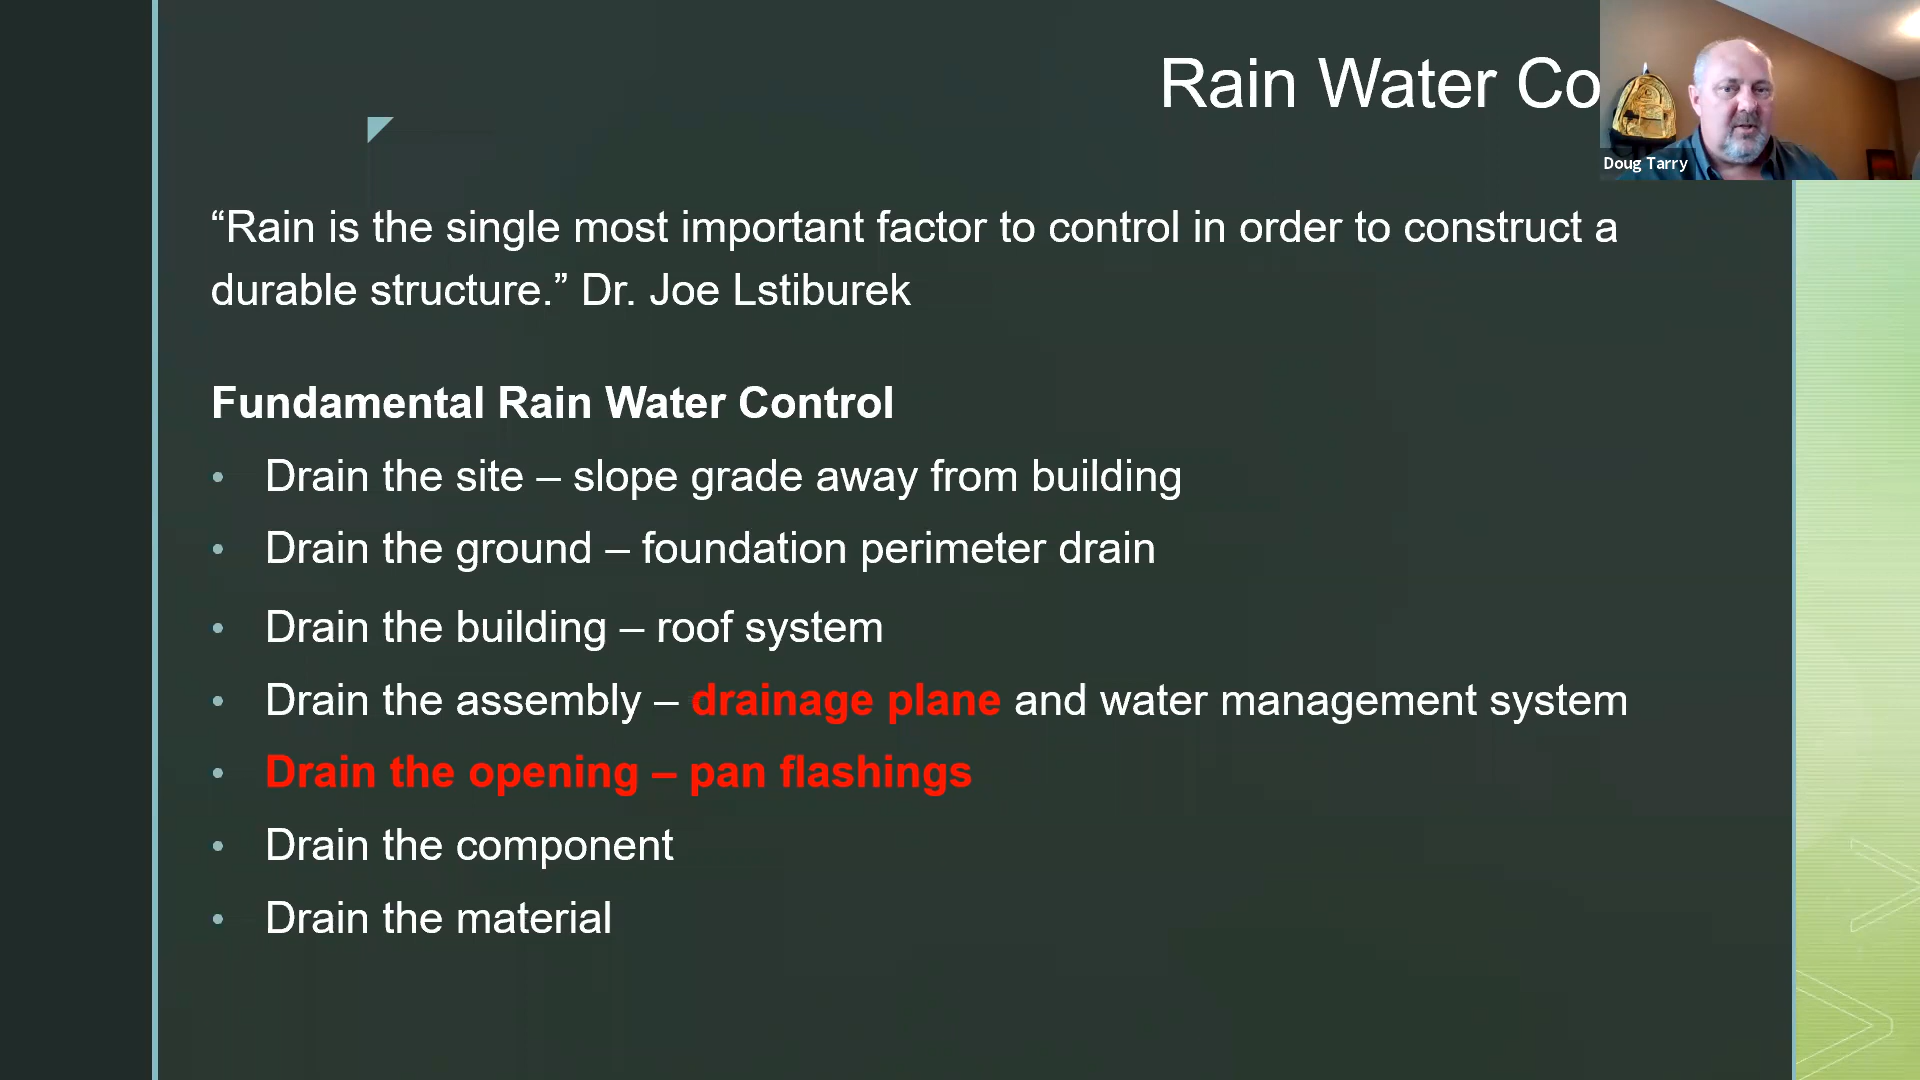 Rain Water Co
Doug Tarry
“Rain is the single most important factor to control in order to construct a
durable structure.” Dr. Joe Lstiburek
Fundamental Rain Water Control
• Drain the site – slope grade away from building
• Drain the ground – foundation perimeter drain
• Drain the building – roof system
• Drain the assembly – drainage plane and water management system
• Drain the opening – pan flashings
• Drain the component
• Drain the material